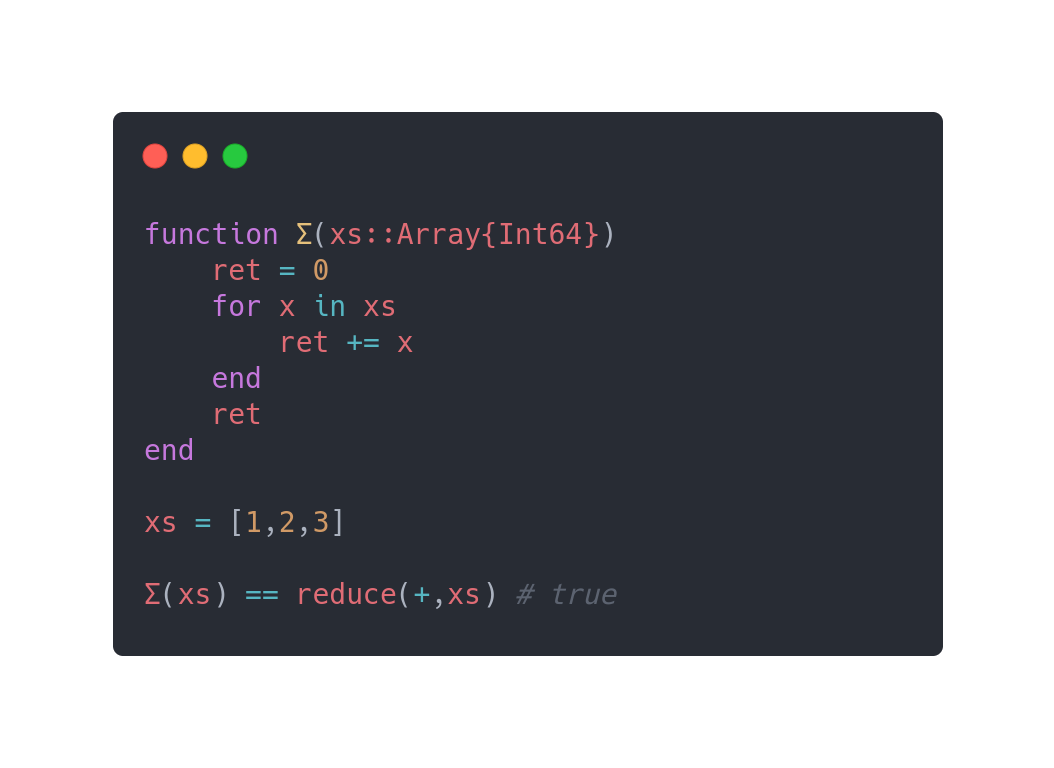 function Σ(xs::Array{Int64})
    ret = 0
    for x in xs
        ret += x
    end
    ret
end

xs = [1,2,3]

Σ(xs) == reduce(+,xs) # true